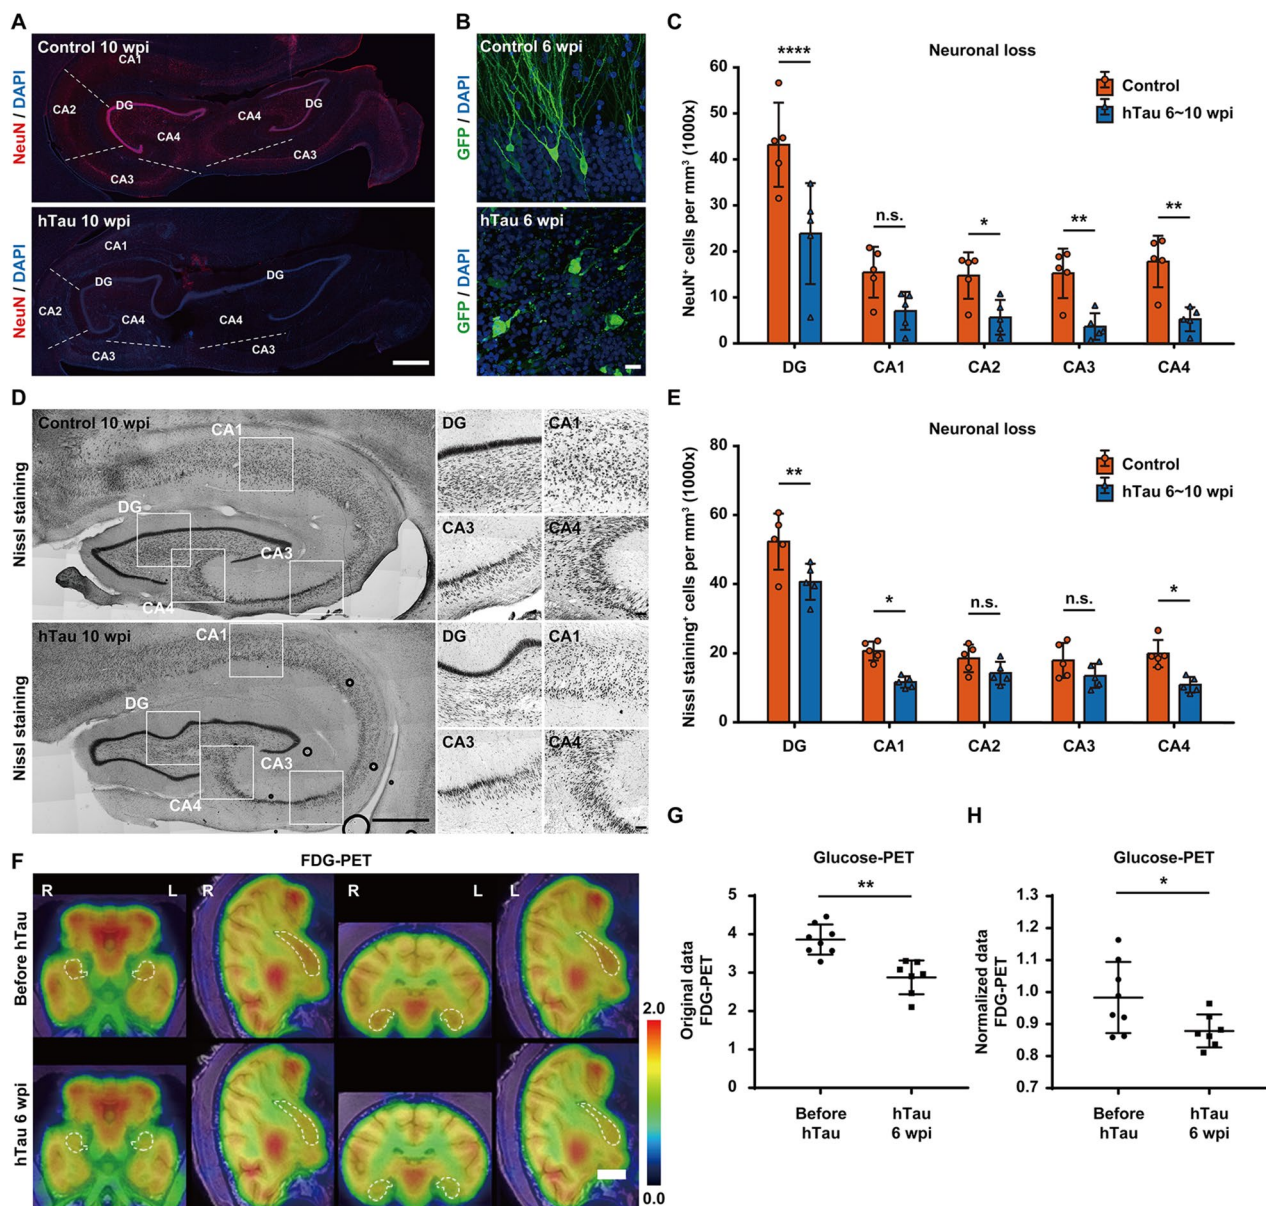 A
Control 10 wpi
CA1
CA2
DG
CA4
CA4
DG
CA3
CA3
NeuN / DAPI
hTau 10 wpi
CA1
DG
DG
CA2
CA4
CA4
CA3
CA3
NeuN / DAPI
B
Control 6 wpi
GFP / DAPI
hTau 6 wpi
GFP / DAPI
C
Neuronal loss
NeuN⁺ cells per mm³ (1000x)
60
50
40
30
20
10
0
****
n.s.
*
**
**
Control
hTau 6~10 wpi
DG
CA1
CA2
CA3
CA4
D
Control 10 wpi
CA1
DG
CA3
CA4
Nissl staining
DG
CA1
CA3
CA4
hTau 10 wpi
CA1
DG
CA3
CA4
Nissl staining
DG
CA1
CA3
CA4
E
Neuronal loss
Nissl staining⁺ cells per mm³ (1000x)
80
60
40
20
0
**
*
n.s.
n.s.
*
Control
hTau 6~10 wpi
DG
CA1
CA2
CA3
CA4
F
FDG-PET
R
L
R
R
L
L
Before hTau
hTau 6 wpi
2.0
0.0
G
Glucose-PET
**
Original data
FDG-PET
5
4
3
2
1
0
Before
hTau
hTau
6 wpi
H
Glucose-PET
*
Normalized data
FDG-PET
1.3
1.2
1.1
1.0
0.9
0.8
0.7
Before
hTau
hTau
6 wpi